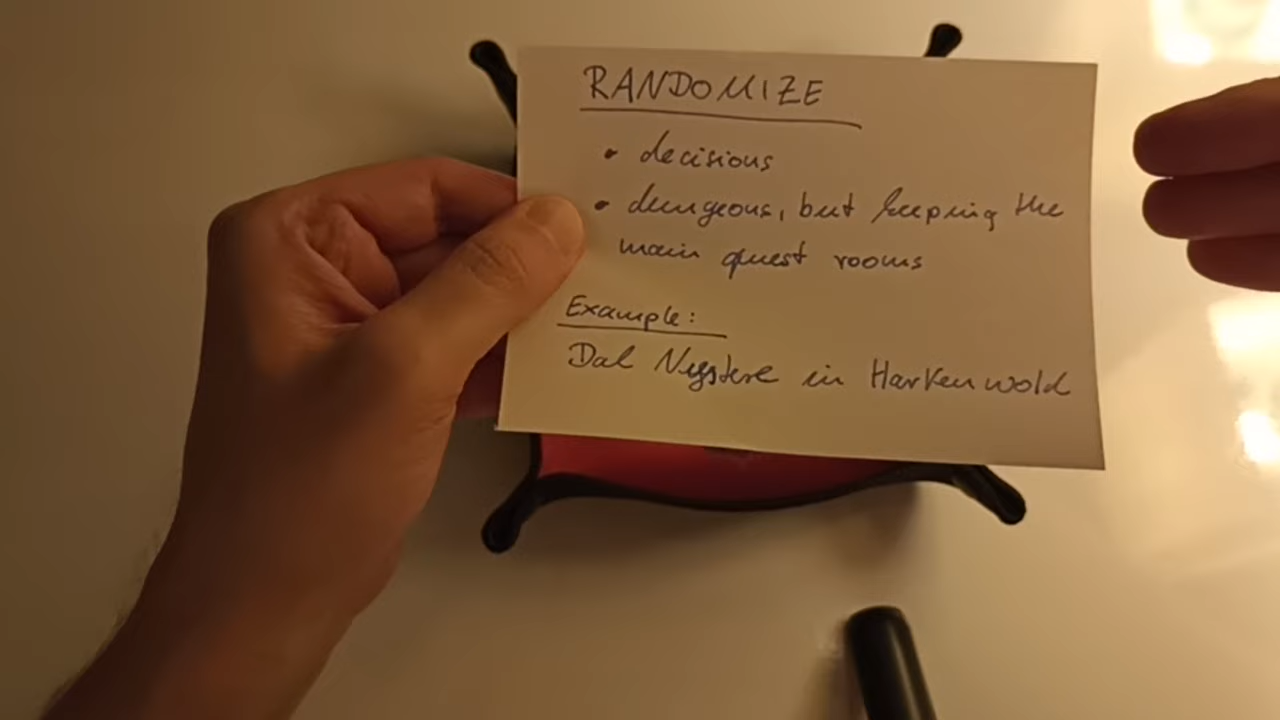 RANDOMIZE
• decisions
• dungeons, but keeping the
main quest rooms
Example:
Dal Nystere in Harkenwold